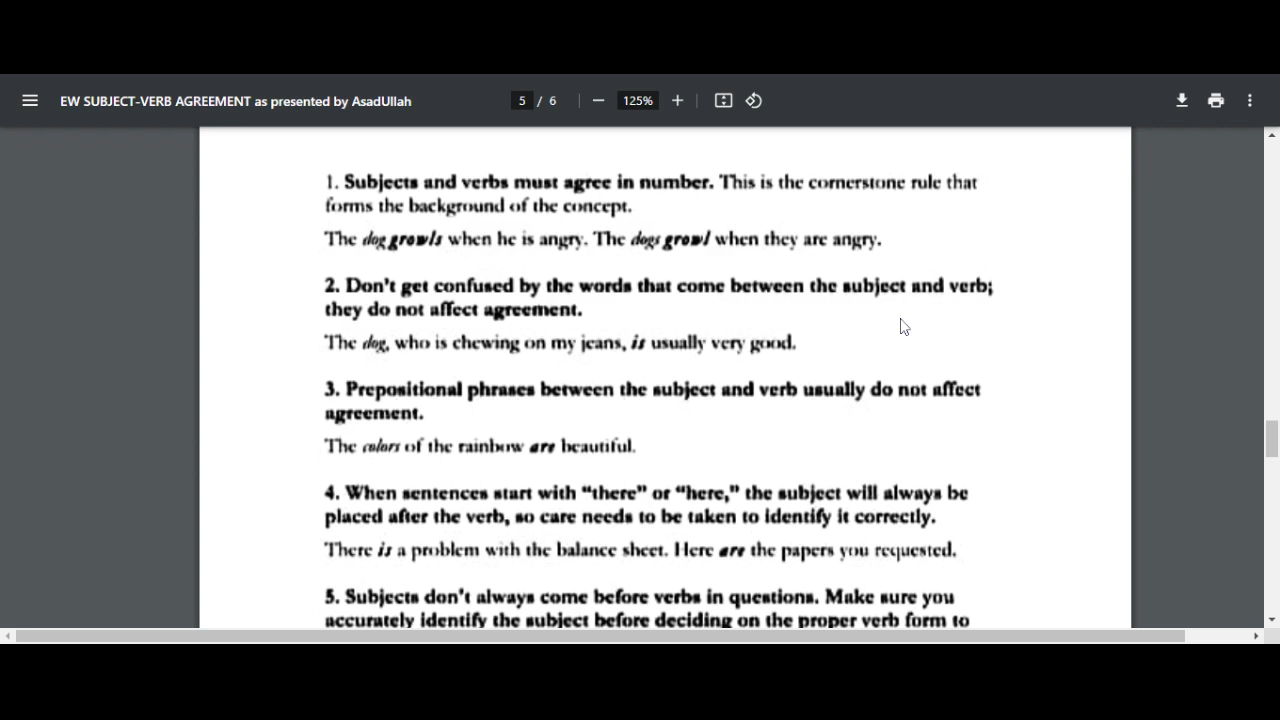 EW SUBJECT-VERB AGREEMENT as presented by AsadUllah
5 / 6
125%
1. Subjects and verbs must agree in number. This is the cornerstone rule that
forms the background of the concept.
The dog growls when he is angry. The dogs growl when they are angry.
2. Don't get confused by the words that come between the subject and verb;
they do not affect agreement.
The dog, who is chewing on my jeans, is usually very good.
3. Prepositional phrases between the subject and verb usually do not affect
agreement.
The colors of the rainbow are beautiful.
4. When sentences start with “there” or “here,” the subject will always be
placed after the verb, so care needs to be taken to identify it correctly.
There is a problem with the balance sheet. Here are the papers you requested.
5. Subjects don't always come before verbs in questions. Make sure you
accurately identify the subject before deciding on the proper verb form to